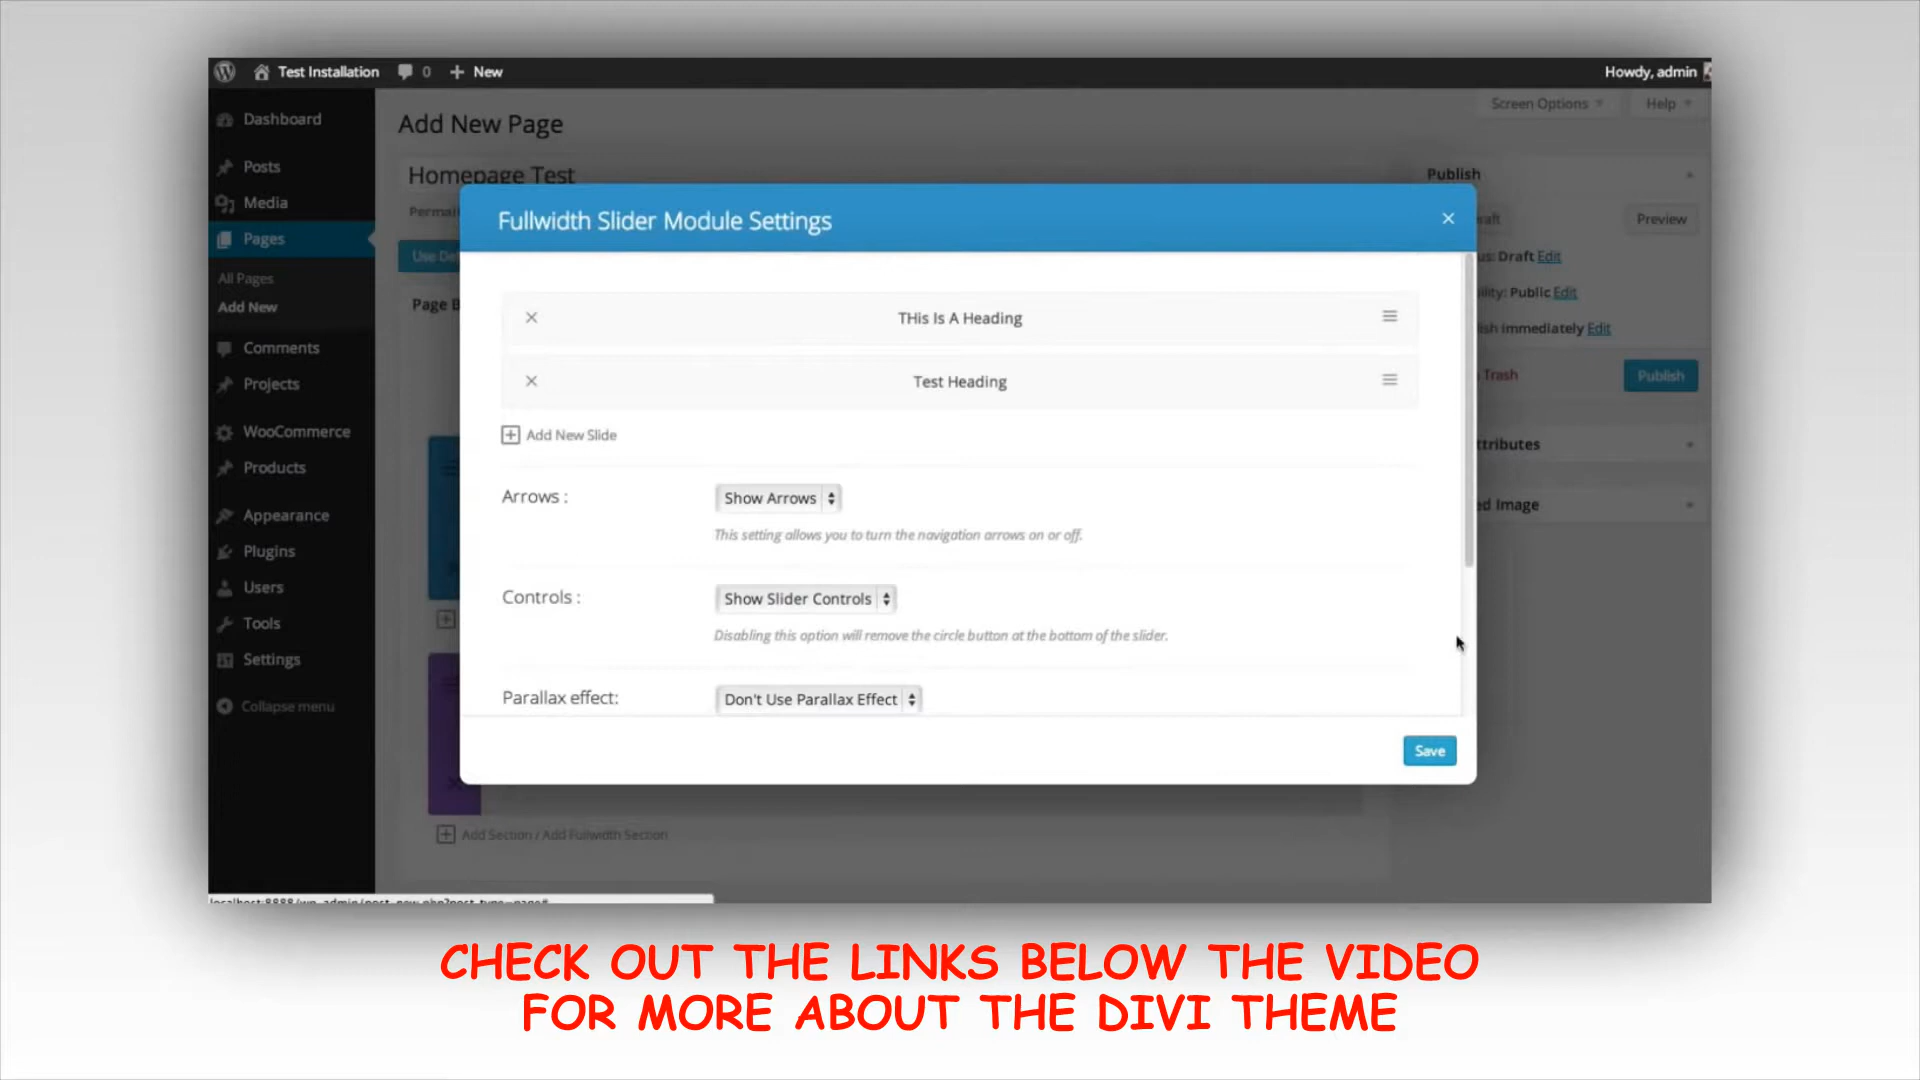 Test Installation 0 New Howdy, admin
Screen Options Help
Dashboard
Posts
Media
Pages
All Pages
Add New
Comments
Projects
WooCommerce
Products
Appearance
Plugins
Users
Tools
Settings
Collapse menu
Add New Page
Homepage Test
Page B
Fullwidth Slider Module Settings
THis Is A Heading
Test Heading
Add New Slide
Arrows :
Show Arrows
This setting allows you to turn the navigation arrows on or off.
Controls :
Show Slider Controls
Disabling this option will remove the circle button at the bottom of the slider.
Parallax effect:
Don't Use Parallax Effect
Save
Add Section / Add Fullwidth Section
Publish
Preview
Draft Edit
Public Edit
immediately Edit
Trash
Publish
Image
CHECK OUT THE LINKS BELOW THE VIDEO
FOR MORE ABOUT THE DIVI THEME